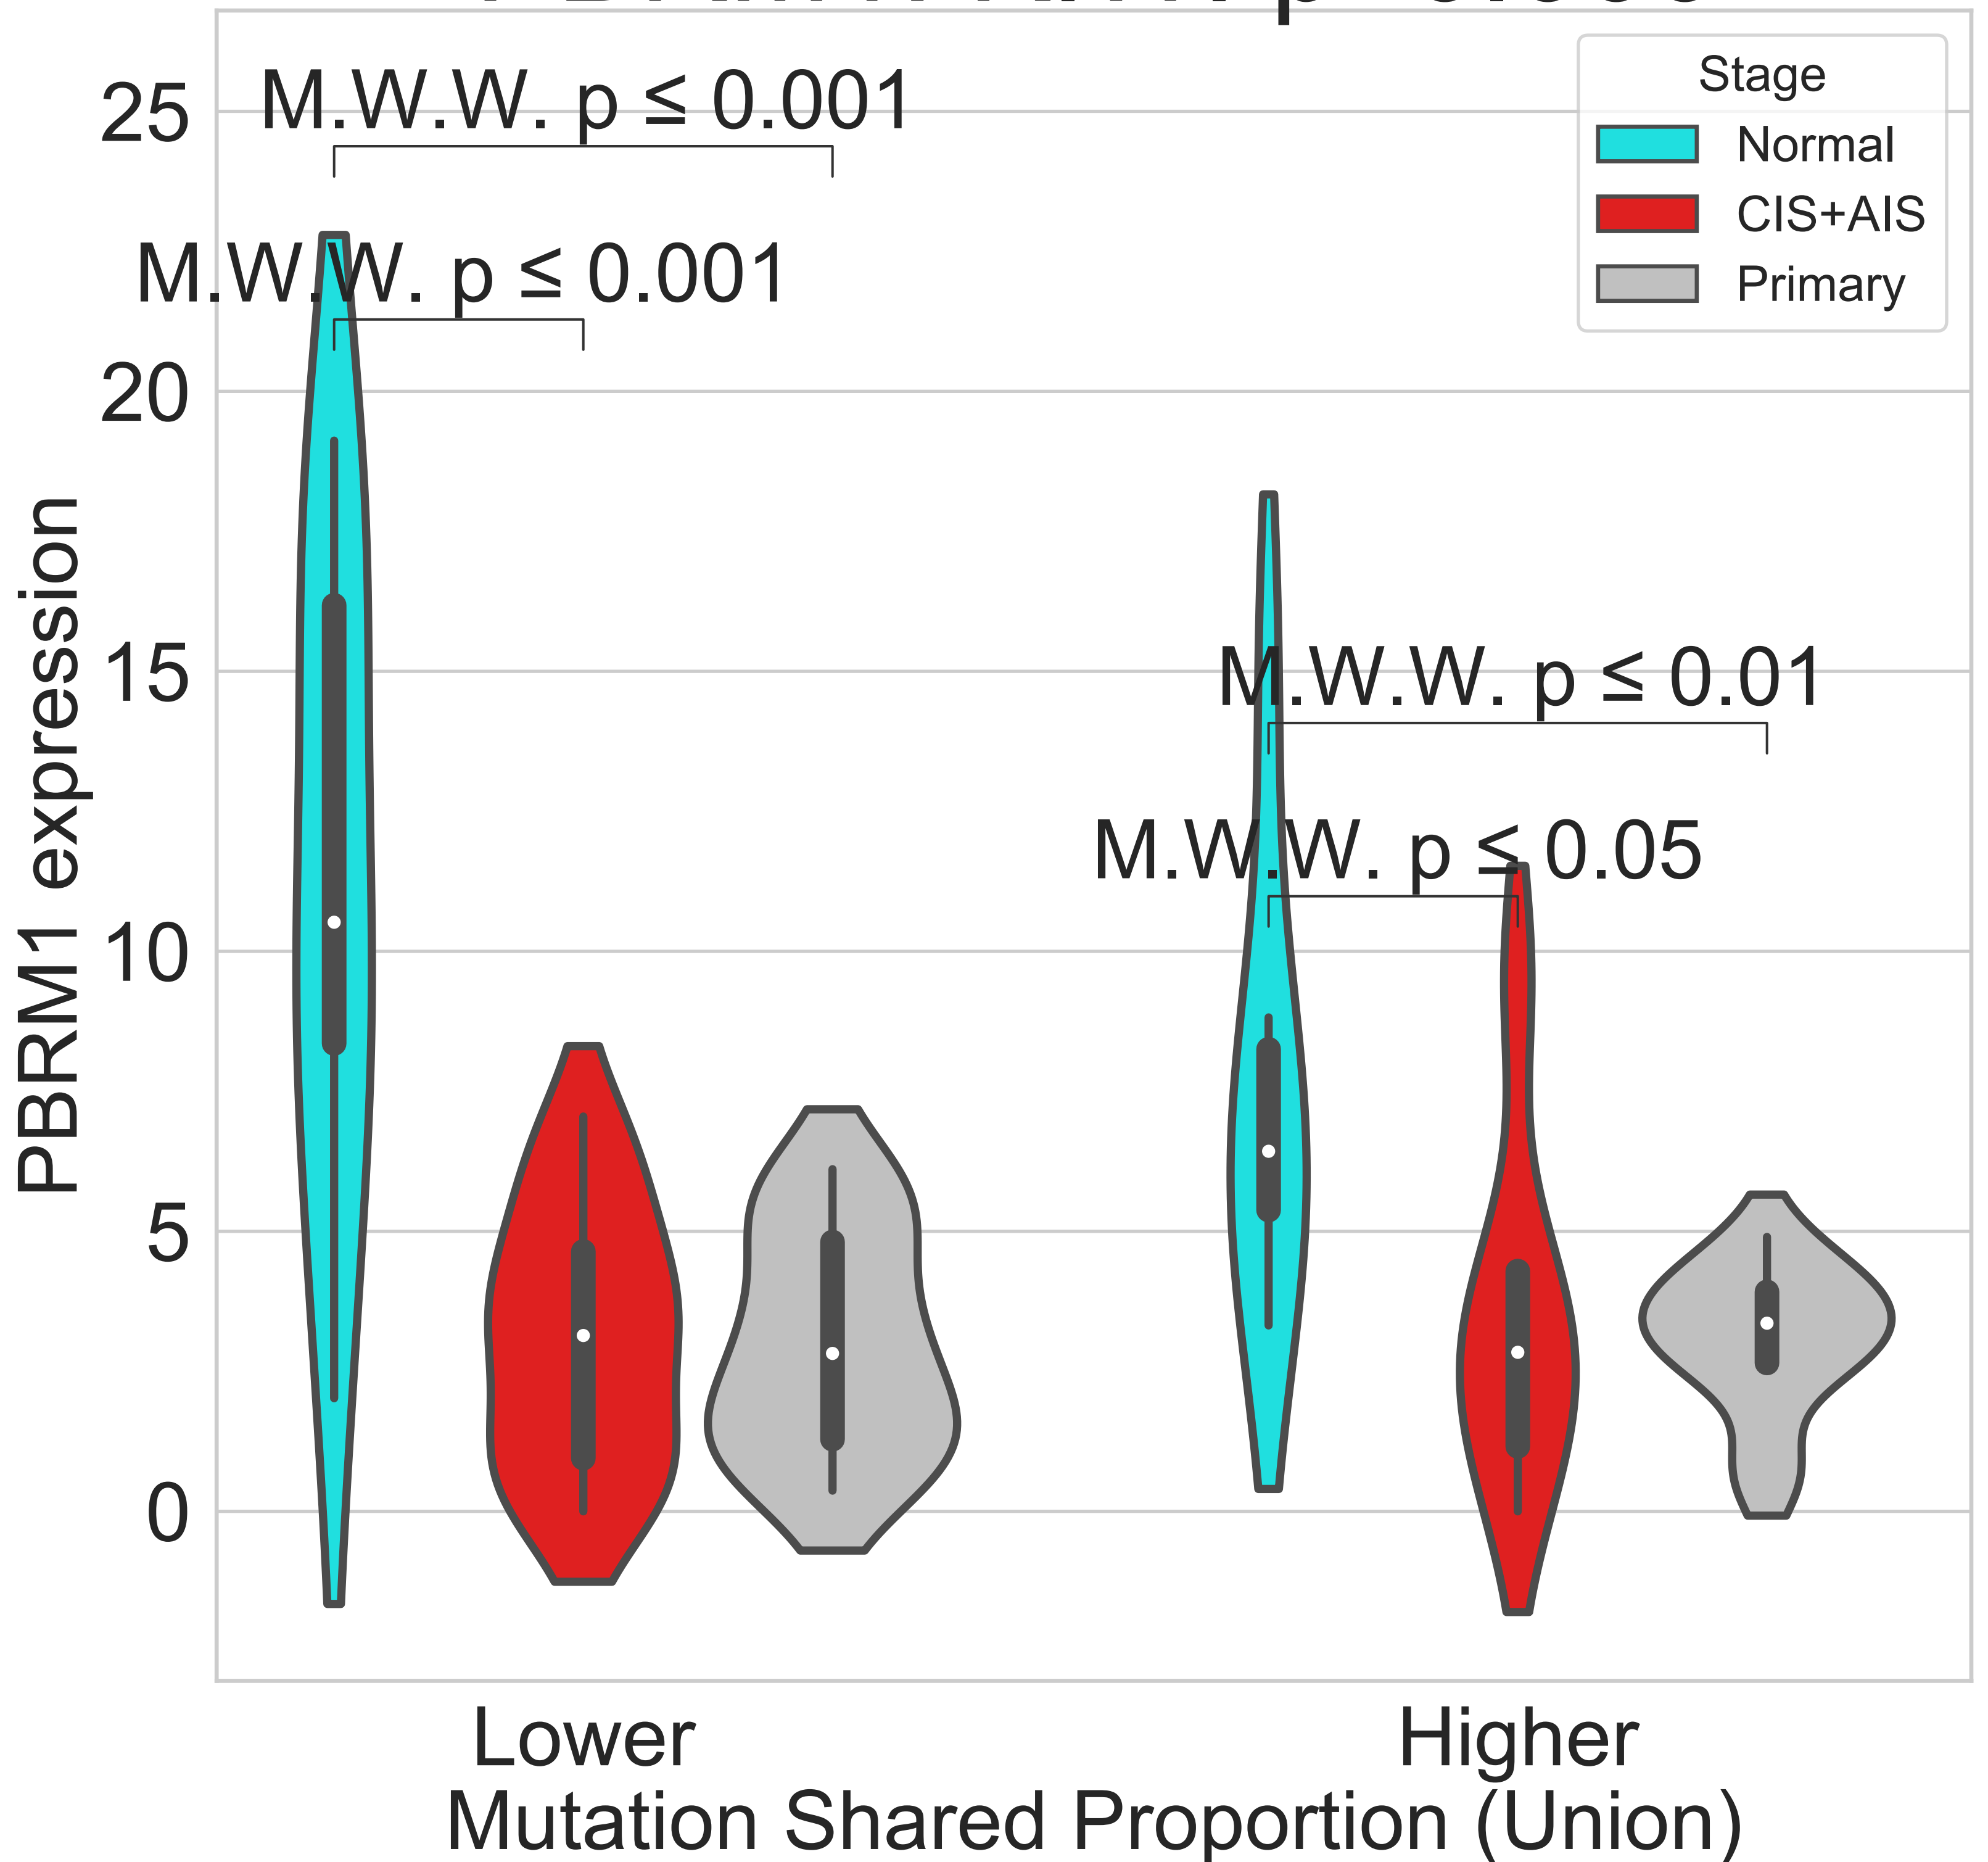 Stage
Normal
CIS+AIS
Primary
M.W.W. p ≤ 0.001
M.W.W. p ≤ 0.001
M.W.W. p ≤ 0.01
M.W.W. p ≤ 0.05
25
20
15
10
5
0
PBRM1 expression
Lower
Higher
Mutation Shared Proportion (Union)